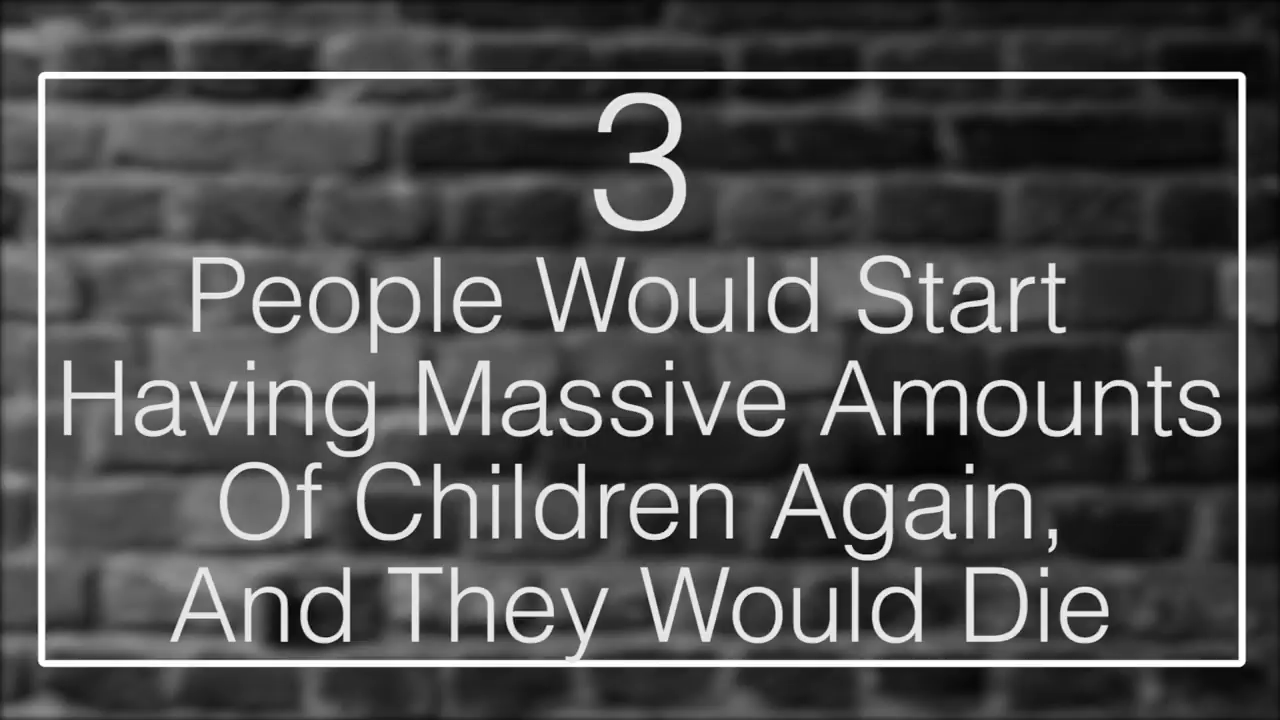 3
People Would Start
Having Massive Amounts
Of Children Again,
And They Would Die